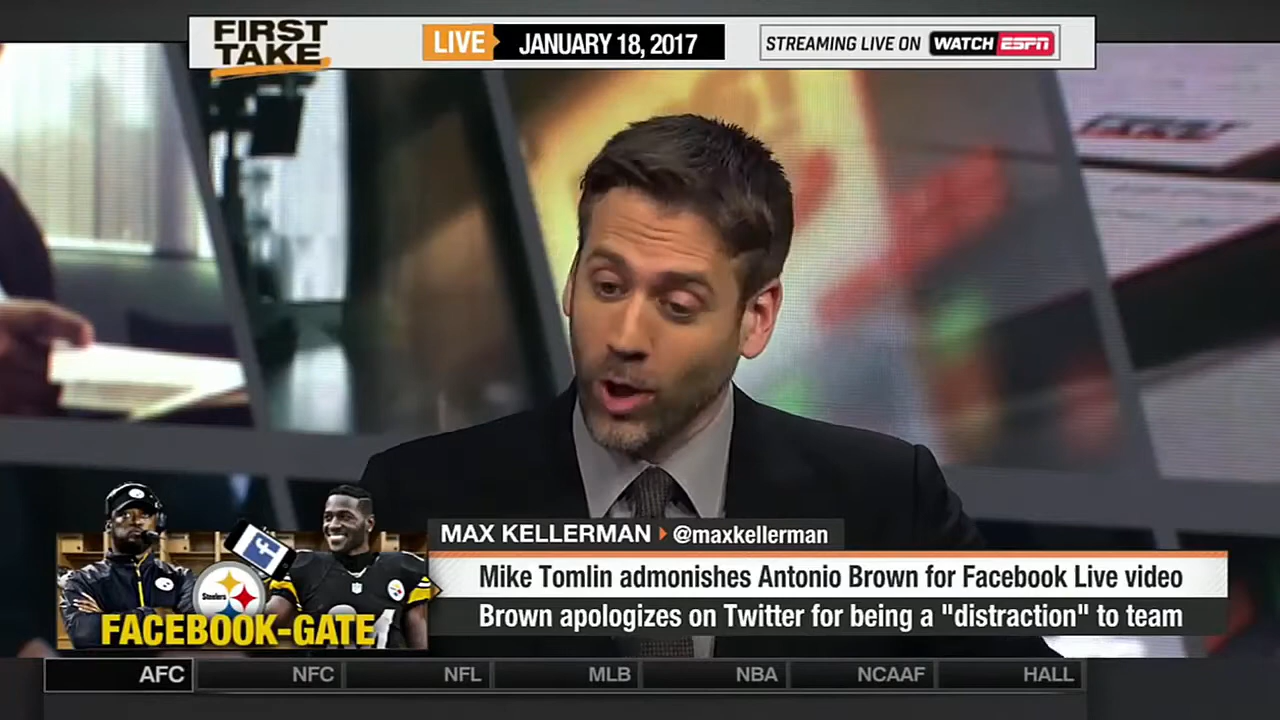 FIRST
TAKE
LIVE
JANUARY 18, 2017
STREAMING LIVE ON WATCH ESPN
MAX KELLERMAN @maxkellerman
Mike Tomlin admonishes Antonio Brown for Facebook Live video
Brown apologizes on Twitter for being a "distraction" to team
f
Steelers
FACEBOOK-GATE
AFC NFC NFL MLB NBA NCAAF HALL